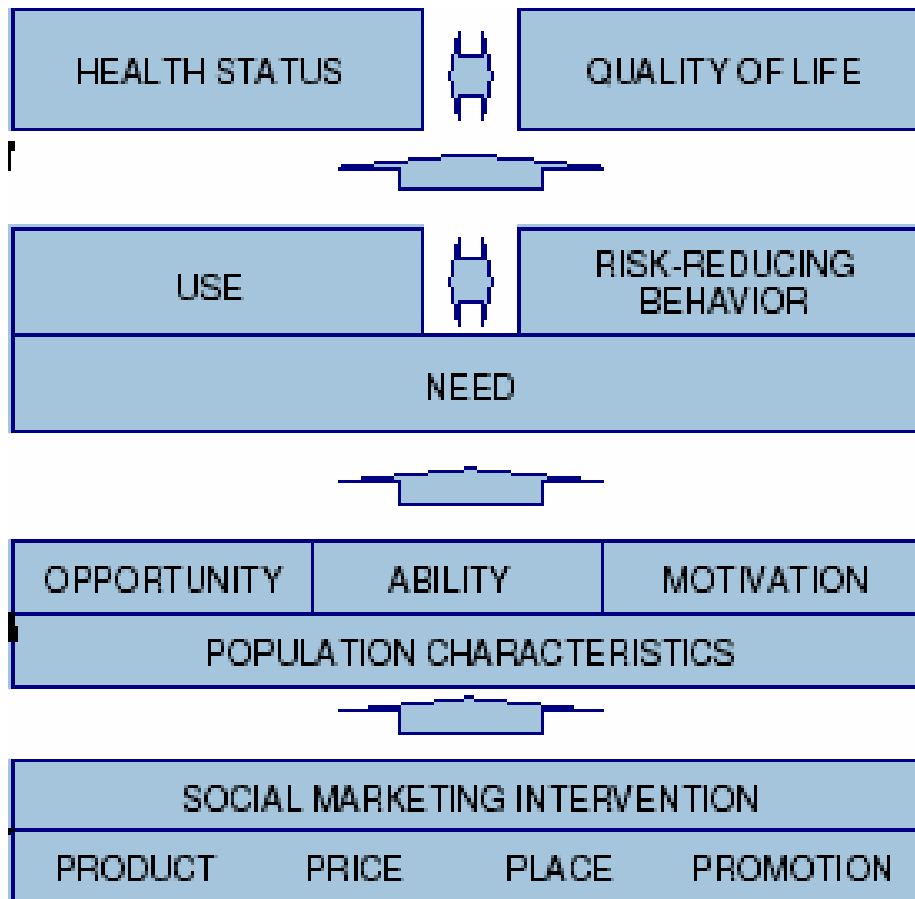 HEALTH STATUS QUALITY OF LIFE
USE RISK-REDUCING
BEHAVIOR
NEED
OPPORTUNITY ABILITY MOTIVATION
POPULATION CHARACTERISTICS
SOCIAL MARKETING INTERVENTION
PRODUCT PRICE PLACE PROMOTION